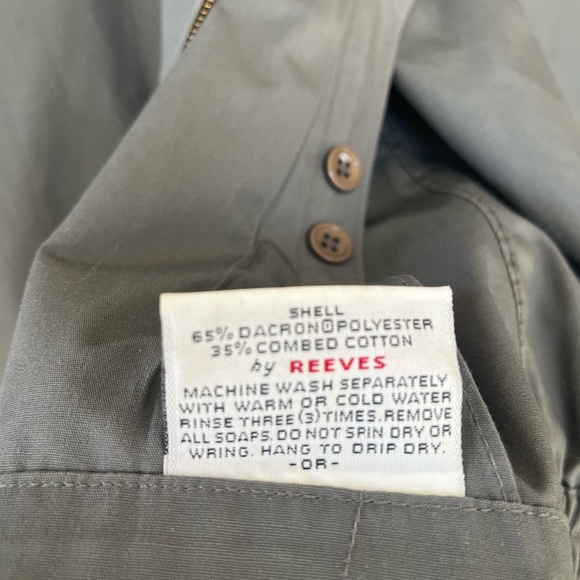 SHELL
65% DACRON® POLYESTER
35% COMBED COTTON
by REEVES
MACHINE WASH SEPARATELY
WITH WARM OR COLD WATER
RINSE THREE (3) TIMES. REMOVE
ALL SOAPS. DO NOT SPIN DRY OR
WRING. HANG TO DRIP DRY.
-OR-